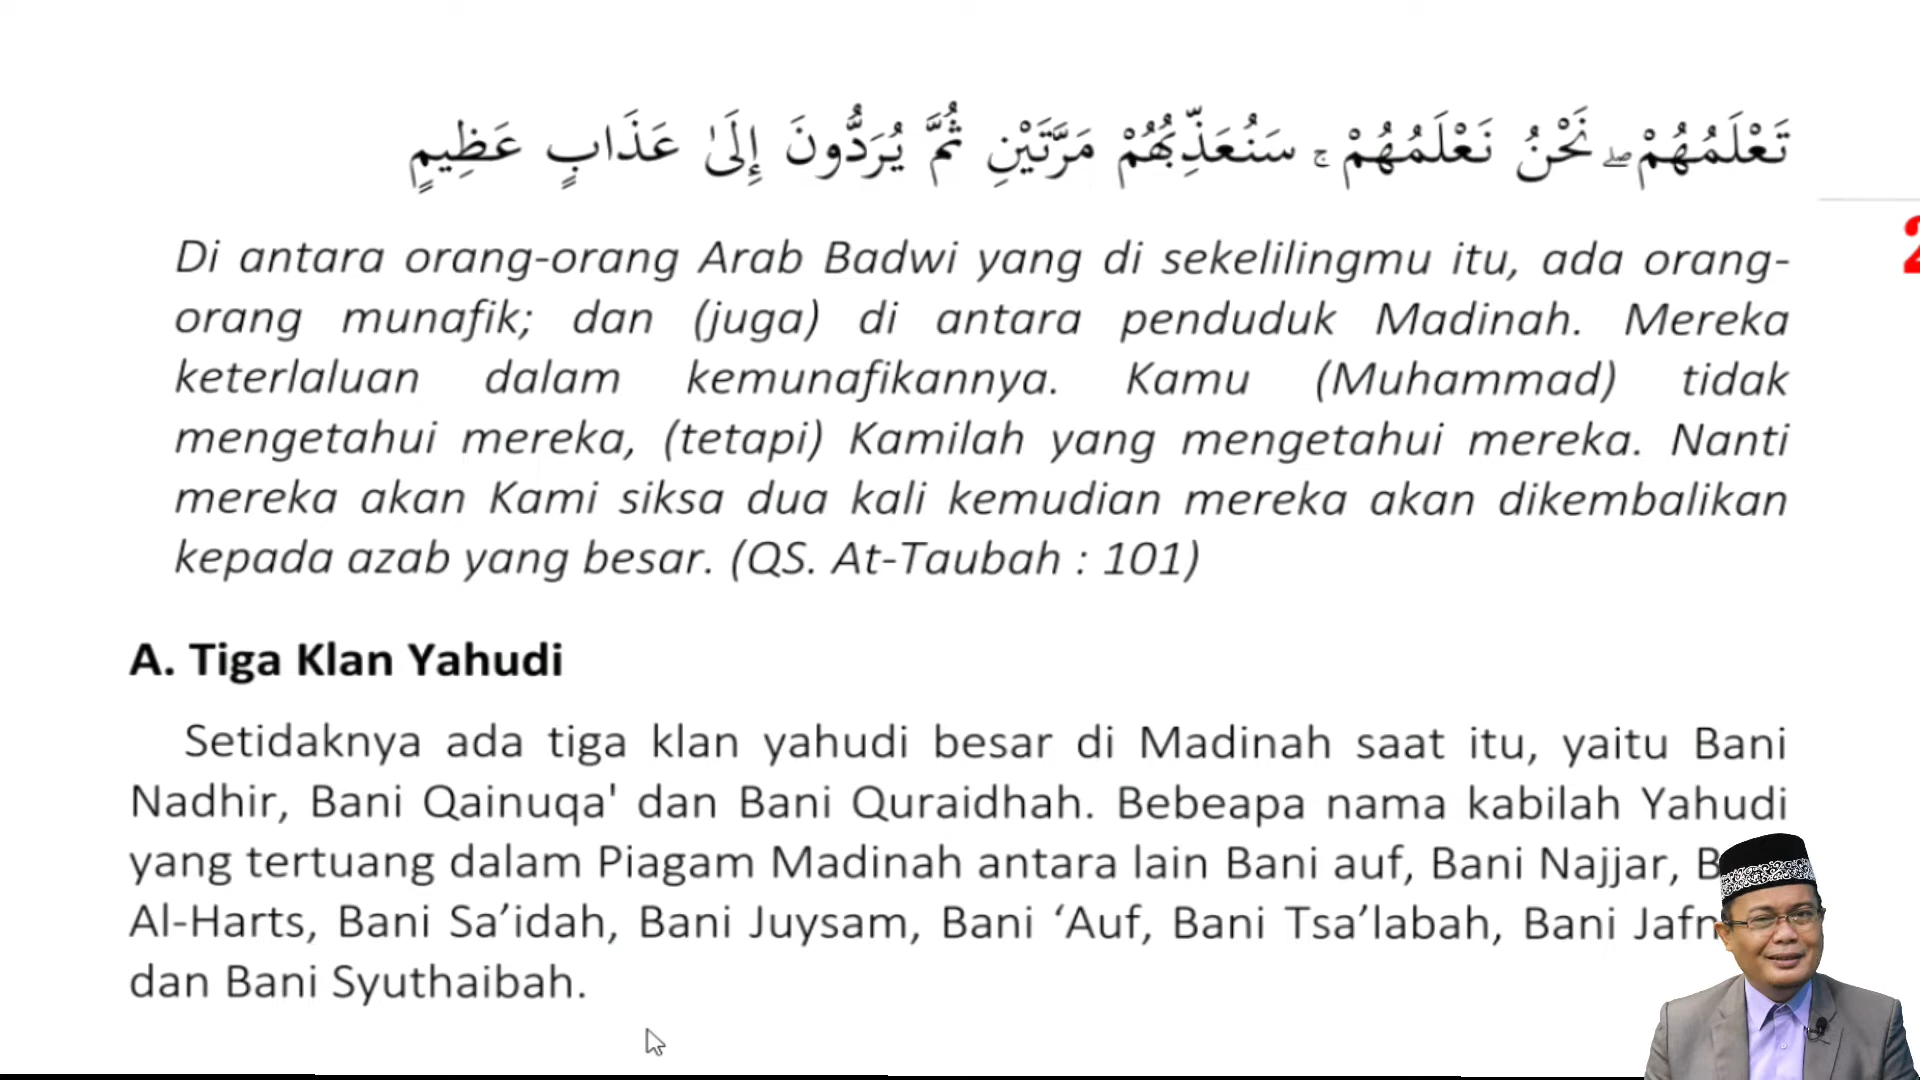 تَعْلَمُهُمْ ۖ نَحْنُ نَعْلَمُهُمْ ۚ سَنُعَذِّبُهُمْ مَرَّتَيْنِ ثُمَّ يُرَدُّونَ إِلَىٰ عَذَابٍ عَظِيمٍ
Di antara orang-orang Arab Badwi yang di sekelilingmu itu, ada orang-
orang munafik; dan (juga) di antara penduduk Madinah. Mereka
keterlaluan dalam kemunafikannya. Kamu (Muhammad) tidak
mengetahui mereka, (tetapi) Kamilah yang mengetahui mereka. Nanti
mereka akan Kami siksa dua kali kemudian mereka akan dikembalikan
kepada azab yang besar. (QS. At-Taubah : 101)
A. Tiga Klan Yahudi
Setidaknya ada tiga klan yahudi besar di Madinah saat itu, yaitu Bani
Nadhir, Bani Qainuqa' dan Bani Quraidhah. Bebeapa nama kabilah Yahudi
yang tertuang dalam Piagam Madinah antara lain Bani auf, Bani Najjar,
Al-Harts, Bani Sa’idah, Bani Juysam, Bani ‘Auf, Bani Tsa’labah, Bani
dan Bani Syuthaibah.